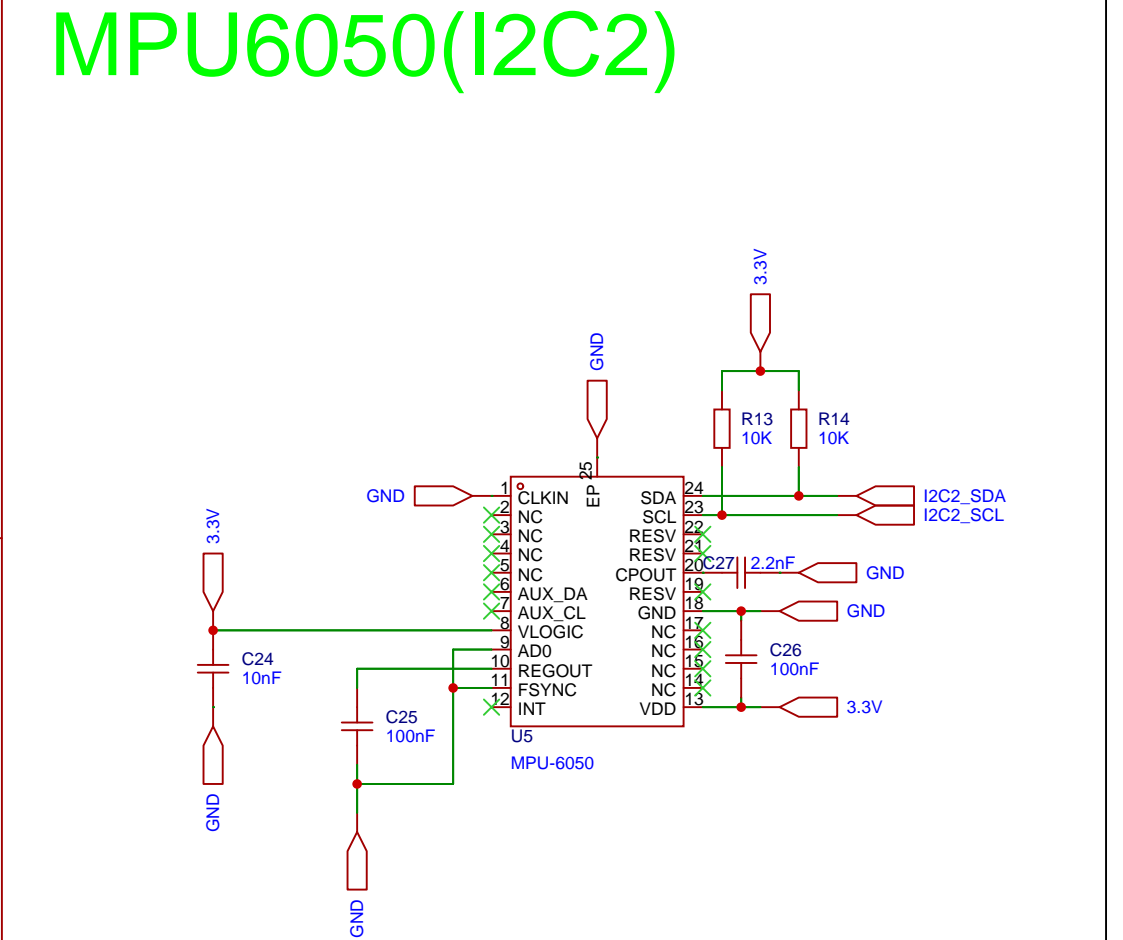 MPU6050(I2C2)
3.3V
GND
R13
10K
R14
10K
25
EP
GND
1
CLKIN
SDA
24
I2C2_SDA
2
NC
SCL
23
I2C2_SCL
3.3V
3
NC
RESV
22
4
NC
RESV
21
5
NC
CPOUT
20
C27
2.2nF
GND
6
AUX_DA
RESV
19
7
AUX_CL
GND
18
GND
8
VLOGIC
NC
17
9
AD0
NC
16
C26
100nF
10
REGOUT
NC
15
11
FSYNC
NC
14
12
INT
VDD
13
3.3V
C24
10nF
C25
100nF
U5
MPU-6050
GND
GND